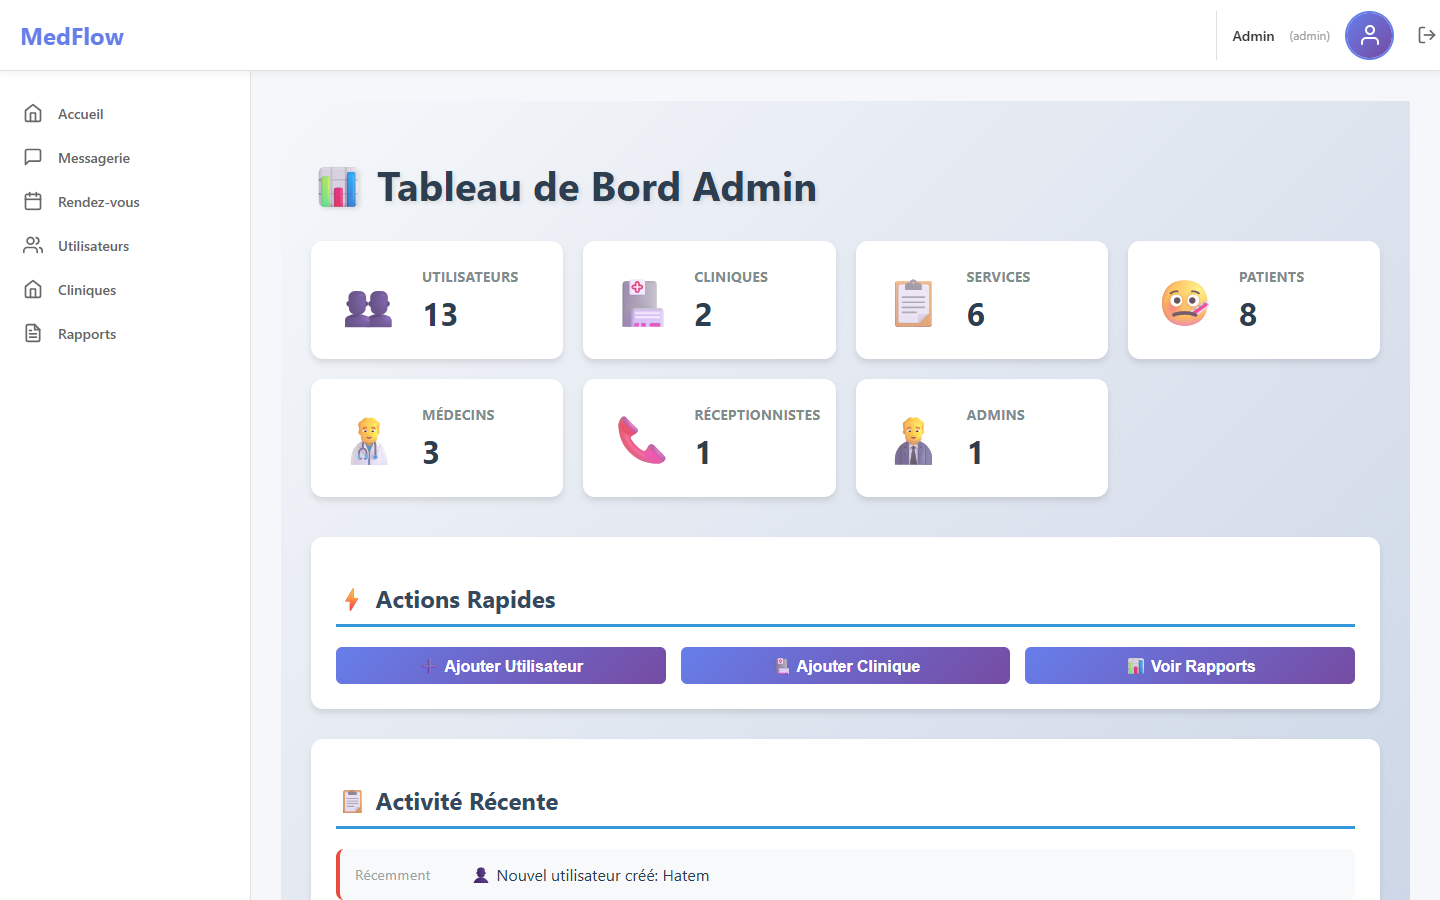 MedFlow
Admin (admin)
Accueil
Messagerie
Rendez-vous
Utilisateurs
Cliniques
Rapports
Tableau de Bord Admin
UTILISATEURS
13
CLINIQUES
2
SERVICES
6
PATIENTS
8
MÉDECINS
3
RÉCEPTIONNISTES
1
ADMINS
1
Actions Rapides
Ajouter Utilisateur
Ajouter Clinique
Voir Rapports
Activité Récente
Récemment
Nouvel utilisateur créé: Hatem